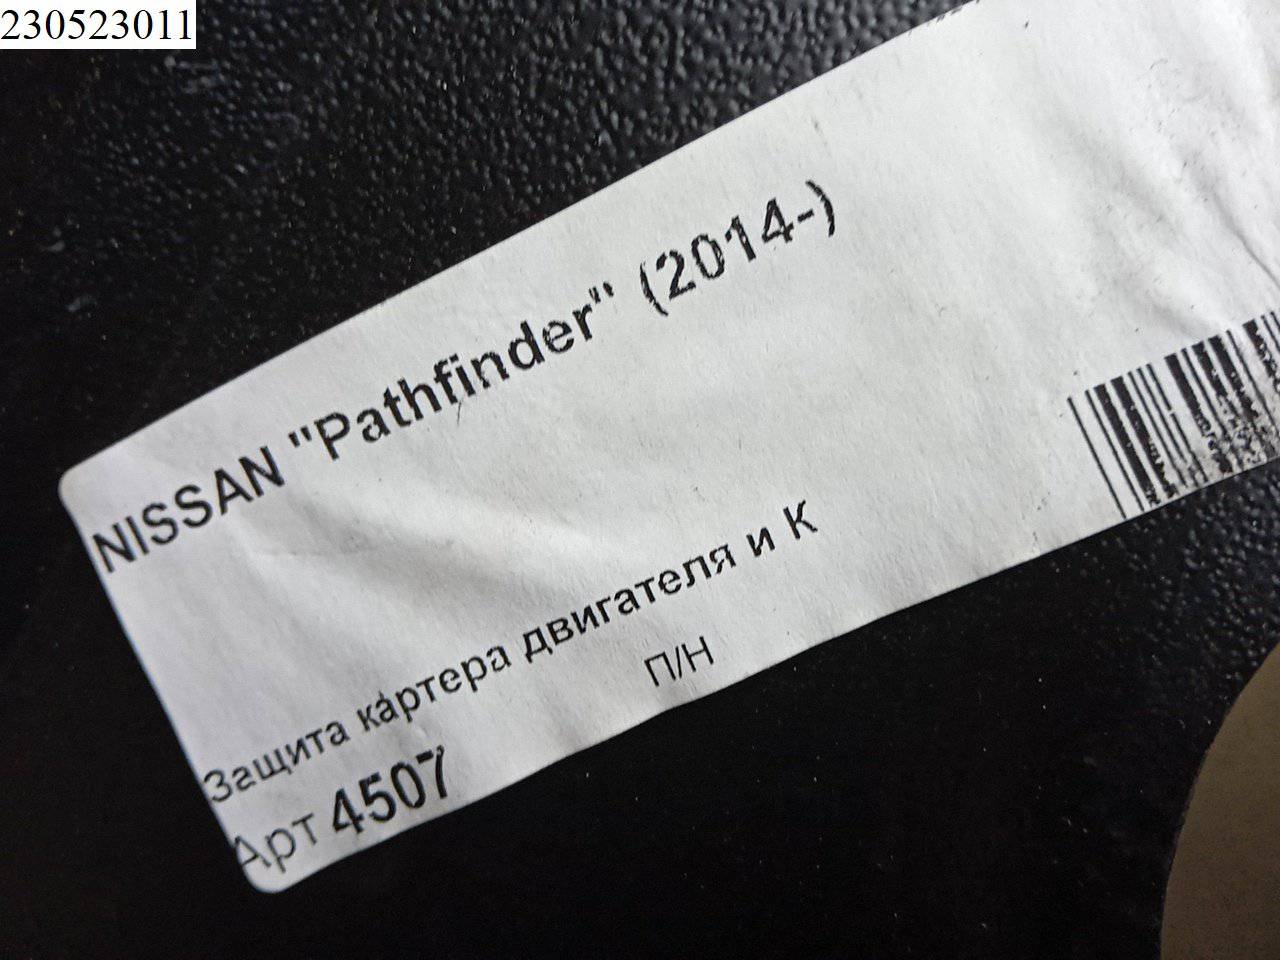 230523011
NISSAN "Pathfinder" (2014-)
Защита картера двигателя и К
П/Н
Арт 4507